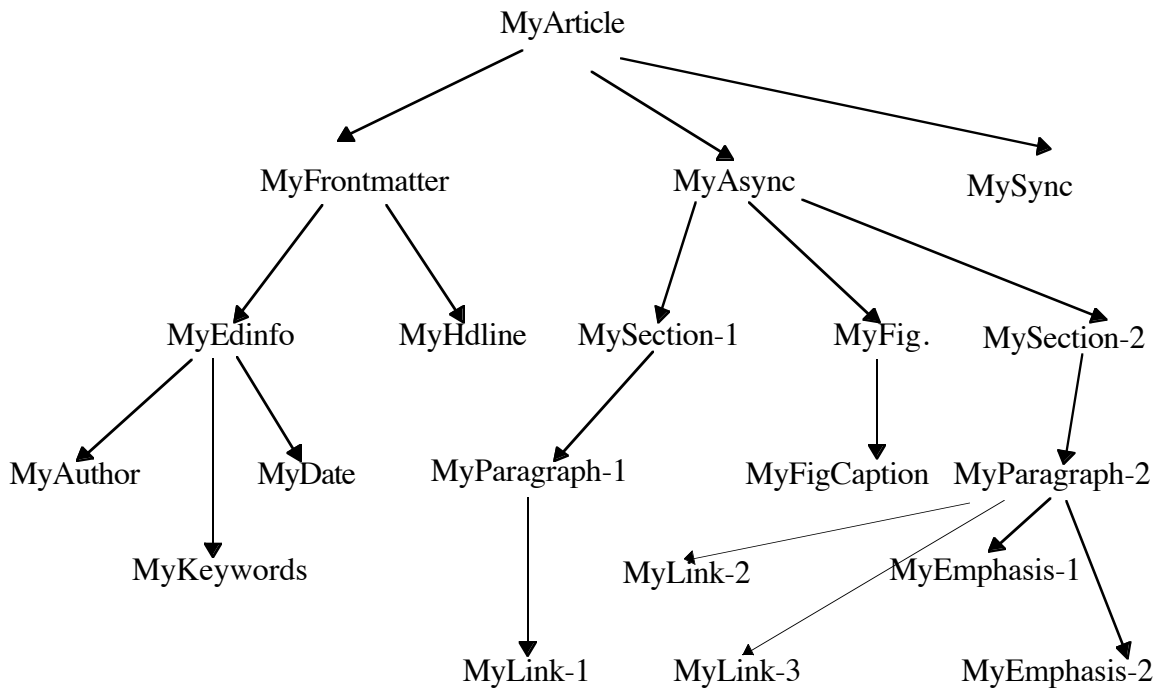 MyArticle
MyFrontmatter
MyAsync
MySync
MyEdinfo
MyHdline
MySection-1
MyFig.
MySection-2
MyAuthor
MyDate
MyParagraph-1
MyFigCaption
MyParagraph-2
MyKeywords
MyLink-2
MyEmphasis-1
MyLink-1
MyLink-3
MyEmphasis-2